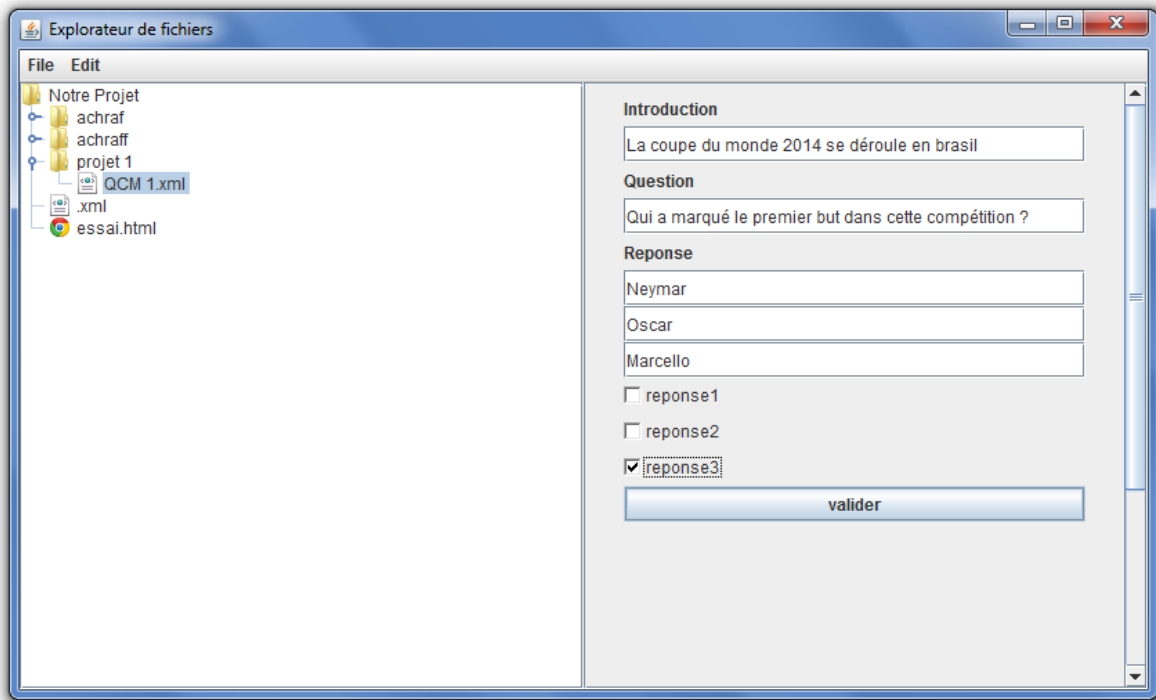 Explorateur de fichiers
File Edit
Notre Projet
achraf
achraff
projet 1
QCM 1.xml
.xml
essai.html
Introduction
La coupe du monde 2014 se déroule en brasil
Question
Qui a marqué le premier but dans cette compétition ?
Reponse
Neymar
Oscar
Marcello
reponse1
reponse2
reponse3
valider